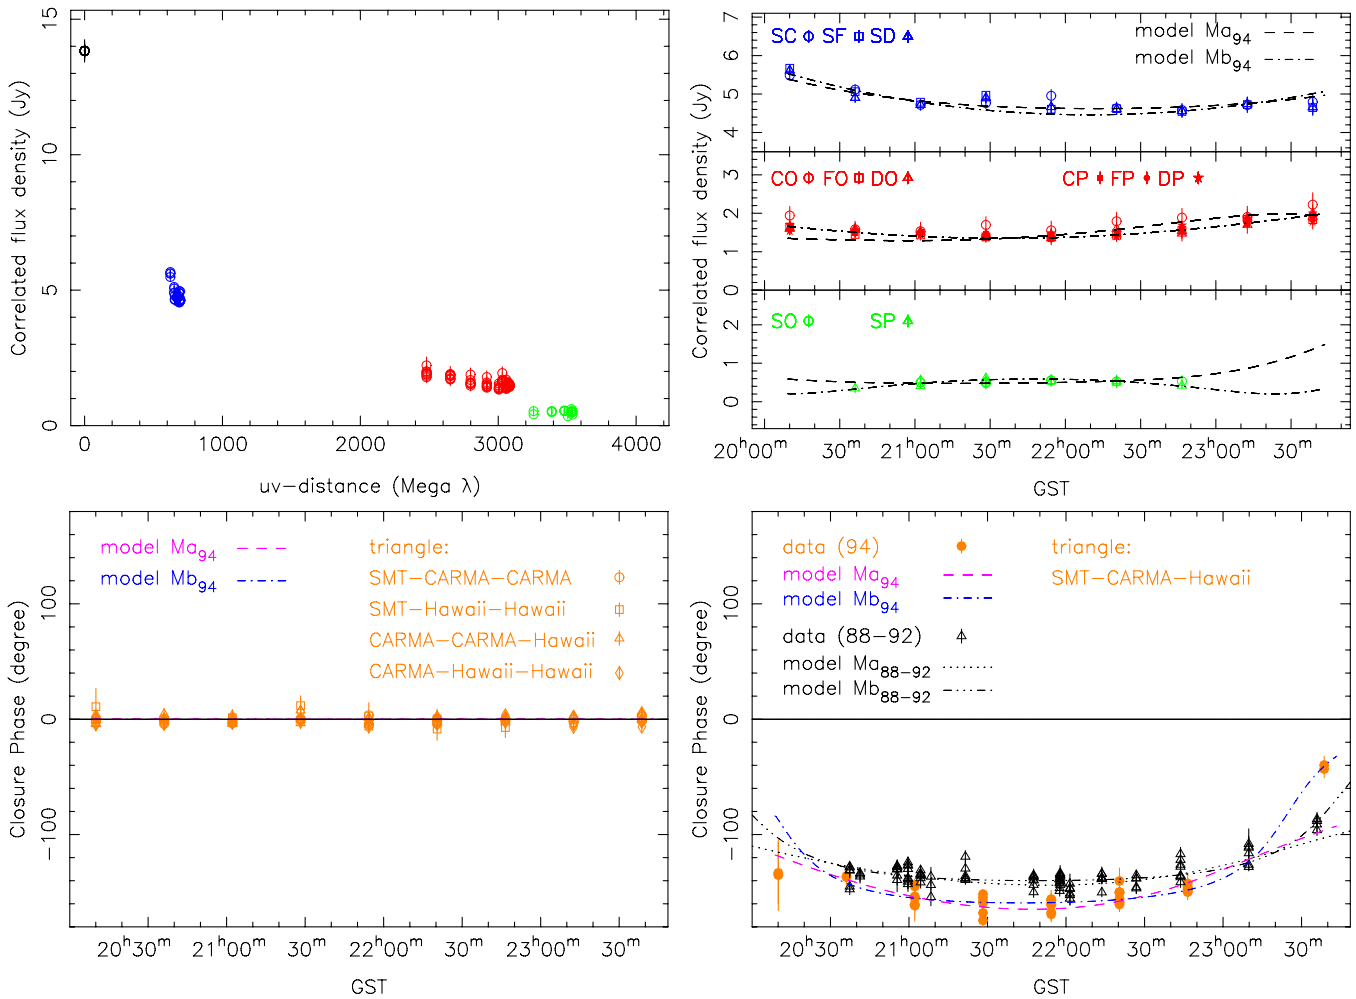 15
10
5
0
0 1000 2000 3000 4000
Correlated flux density (Jy)
uv-distance (Mega λ)
SC SF SD
model Ma94
model Mb94
7
6
5
4
CO FO DO CP FP DP
3
2
1
0
SO SP
2
1
0
Correlated flux density (Jy)
20h00m 30m 21h00m 30m 22h00m 30m 23h00m 30m
GST
model Ma94
model Mb94
triangle:
SMT-CARMA-CARMA
SMT-Hawaii-Hawaii
CARMA-CARMA-Hawaii
CARMA-Hawaii-Hawaii
100
0
-100
Closure Phase (degree)
20h30m 21h00m 30m 22h00m 30m 23h00m 30m
GST
data (94)
model Ma94
model Mb94
data (88-92)
model Ma88-92
model Mb88-92
triangle:
SMT-CARMA-Hawaii
100
0
-100
Closure Phase (degree)
20h30m 21h00m 30m 22h00m 30m 23h00m 30m
GST